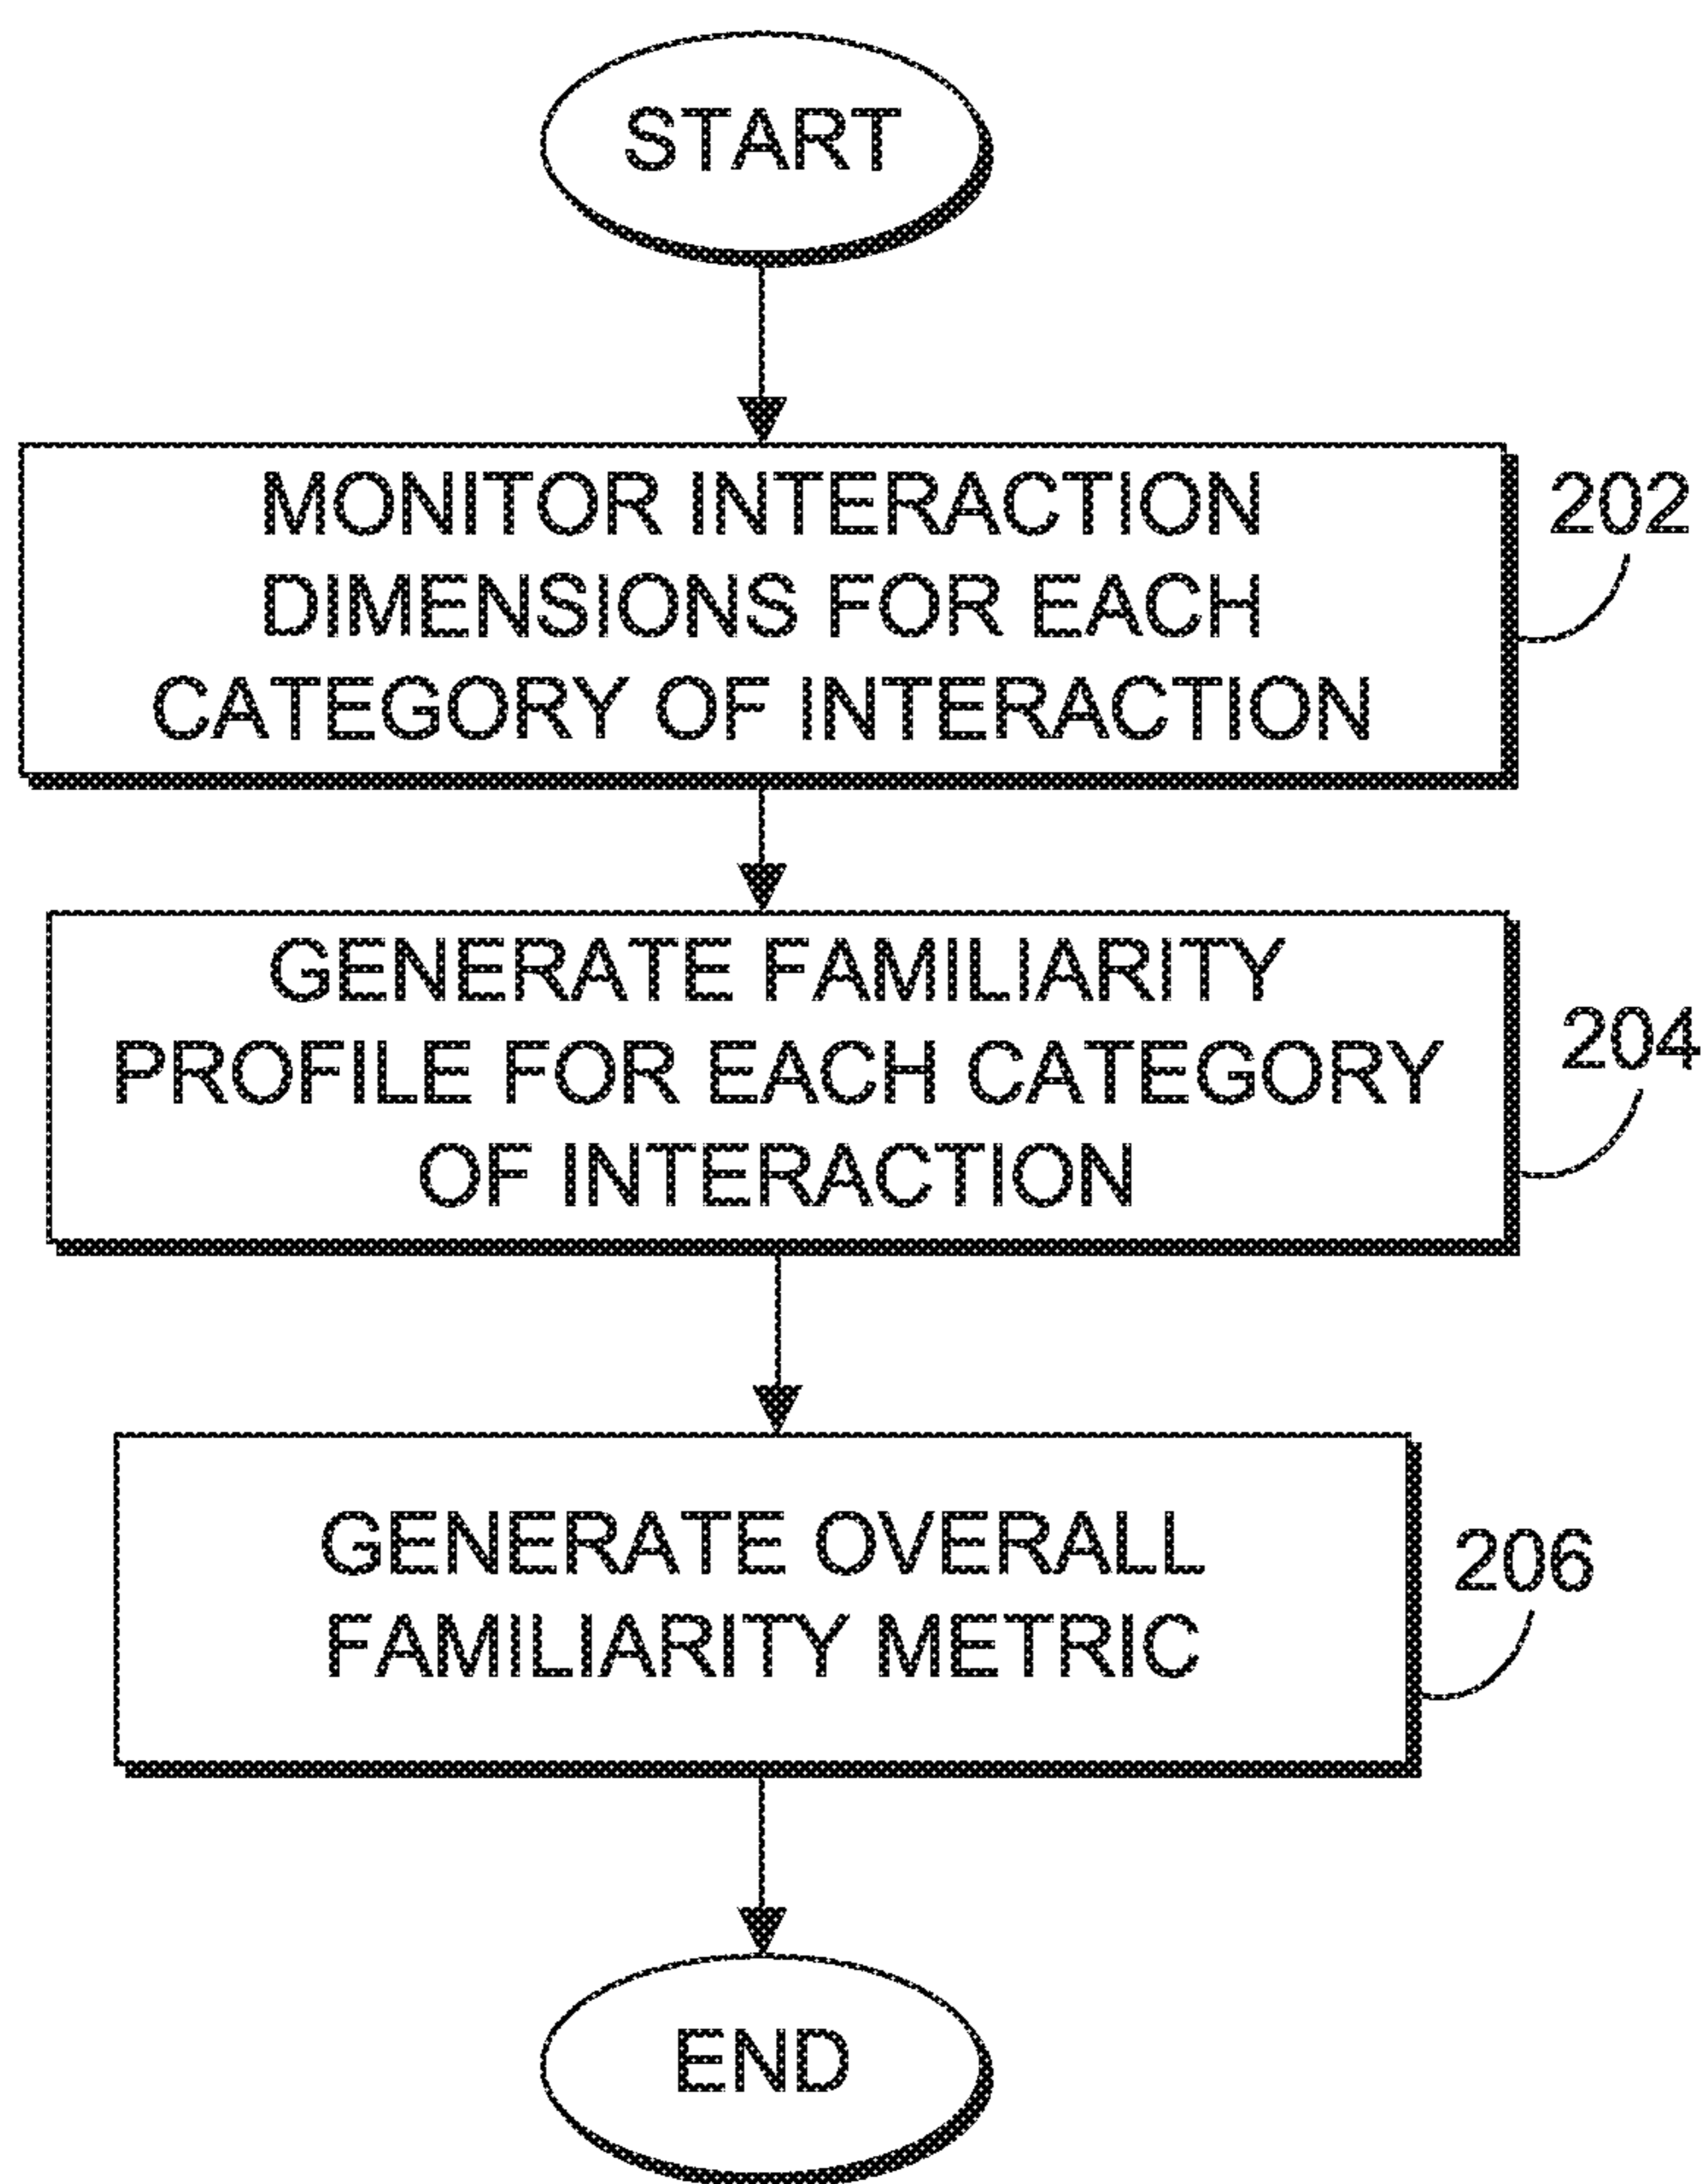 START
MONITOR INTERACTION
DIMENSIONS FOR EACH
CATEGORY OF INTERACTION
202
GENERATE FAMILIARITY
PROFILE FOR EACH CATEGORY
OF INTERACTION
204
GENERATE OVERALL
FAMILIARITY METRIC
206
END